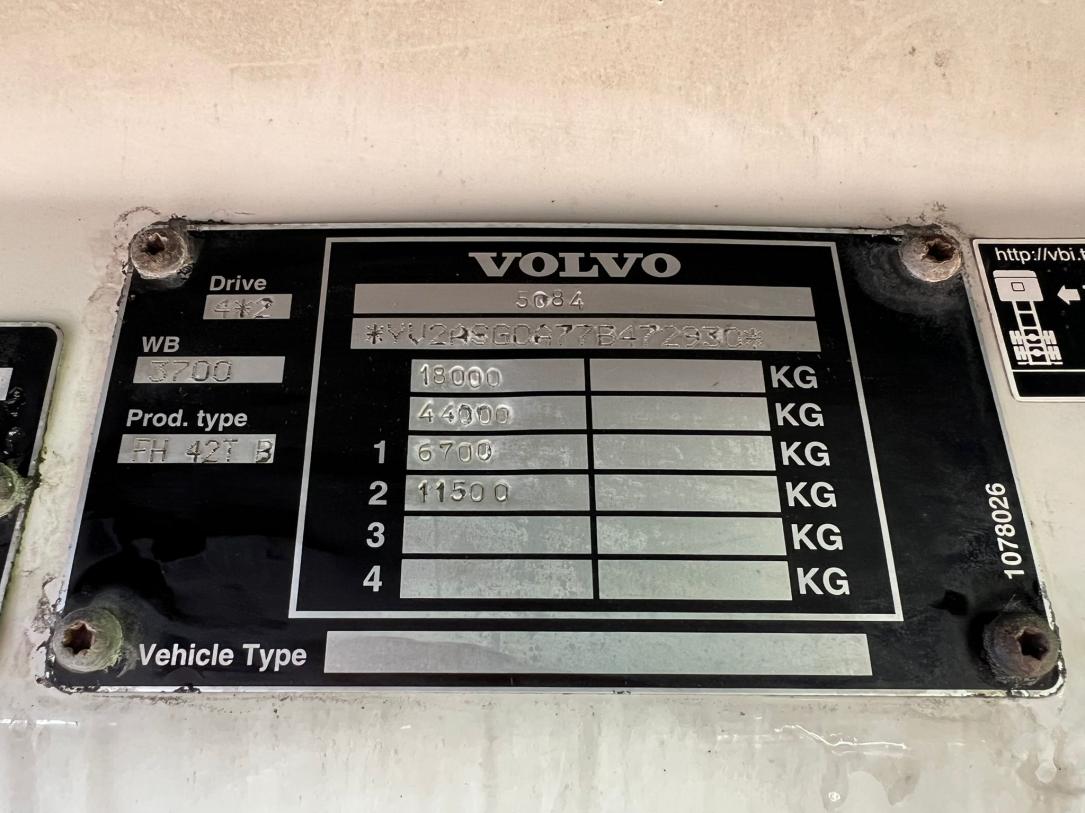 VOLVO
Drive
4*2
5084
*YV2AS60A77B472930*
WB
3700
18000 KG
44000 KG
Prod. type
FH 42T B
1 6700 KG
2 11500 KG
3 KG
4 KG
Vehicle Type
1078026
http://vbi.t